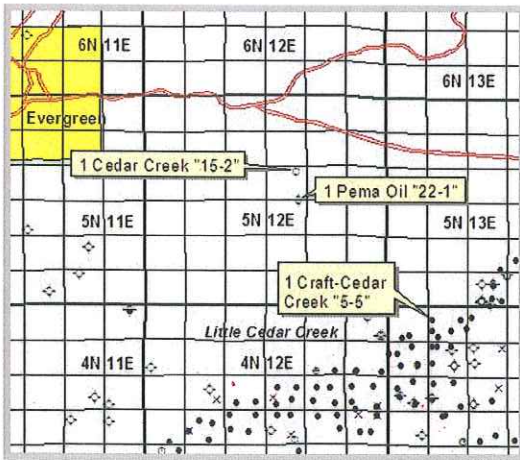 6N 11E
6N 12E
6N 13E
Evergreen
1 Cedar Creek "15-2"
1 Pema Oil "22-1"
5N 11E
5N 12E
5N 13E
1 Craft-Cedar
Creek "5-5"
Little Cedar Creek
4N 11E
4N 12E